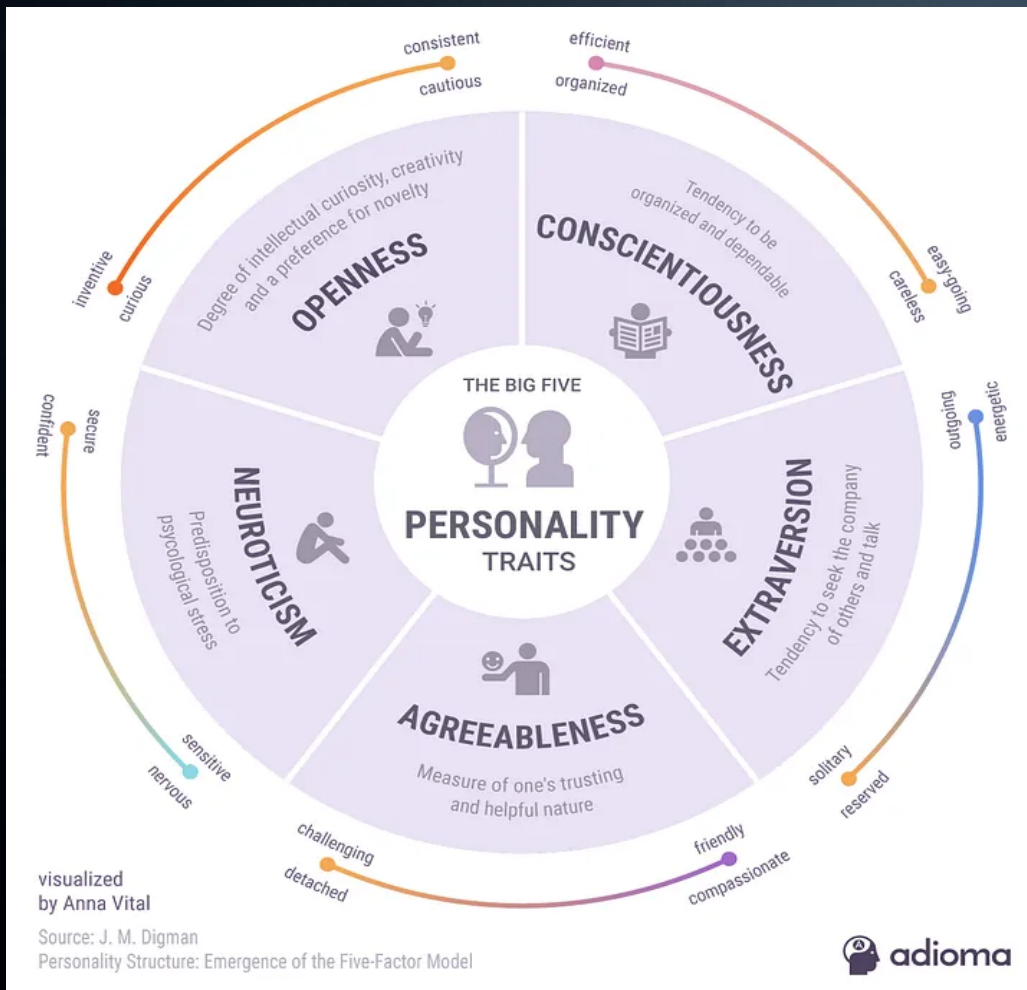 consistent
cautious
inventive
curious
OPENNESS
Degree of intellectual curiosity, creativity
and a preference for novelty
efficient
organized
easy-going
careless
Tendency to be
organized and dependable
CONSCIENTIOUSNESS
THE BIG FIVE
PERSONALITY
TRAITS
energetic
outgoing
solitary
reserved
EXTRAVERSION
Tendency to seek the company
of others and talk
AGREEABLENESS
Measure of one's trusting
and helpful nature
challenging
detached
friendly
compassionate
confident
secure
sensitive
nervous
NEUROTICISM
Predisposition to
psycological stress
visualized
by Anna Vital
Source: J. M. Digman
Personality Structure: Emergence of the Five-Factor Model
A
adioma